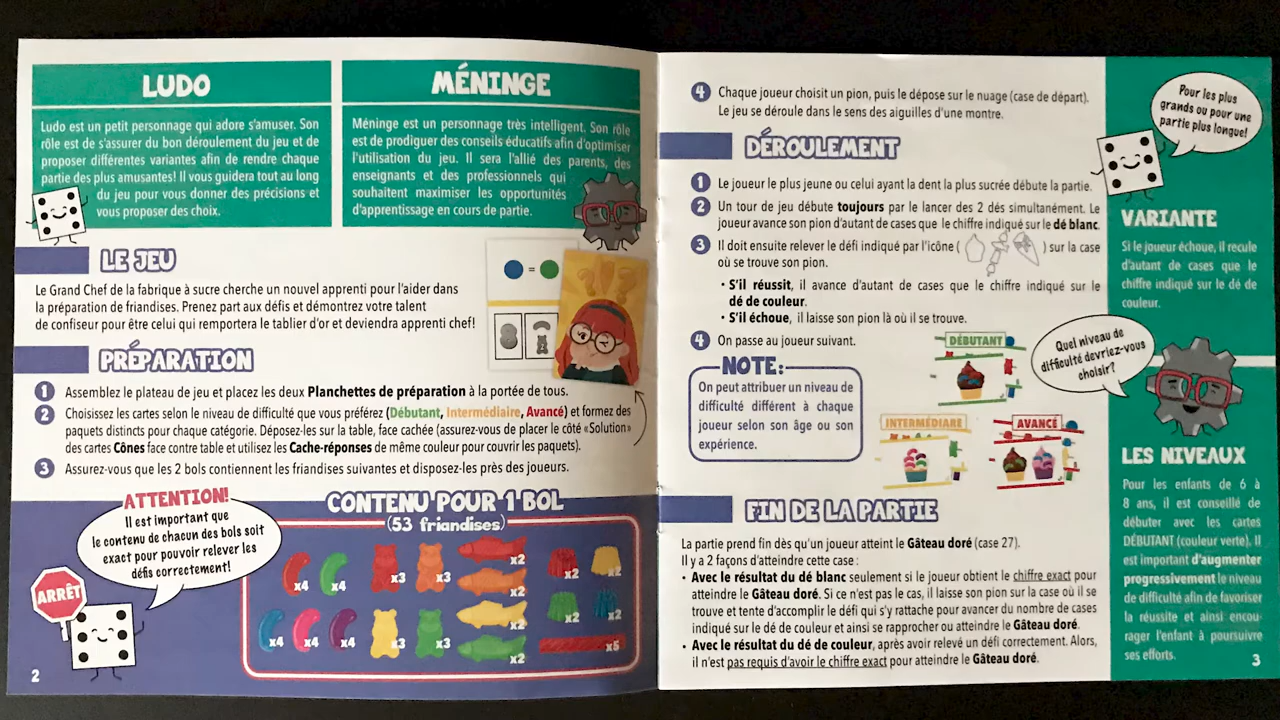 LUDO
Ludo est un petit personnage qui adore s'amuser. Son
rôle est de s'assurer du bon déroulement du jeu et de
proposer différentes variantes afin de rendre chaque
partie des plus amusantes! Il vous guidera tout au long
du jeu pour vous donner des précisions et
vous proposer des choix.
MÉNINGE
Méninge est un personnage très intelligent. Son rôle
est de prodiguer des conseils éducatifs afin d'optimiser
l'utilisation du jeu. Il sera l'allié des parents, des
enseignants et des professionnels qui
souhaitent maximiser les opportunités
d'apprentissage en cours de partie.
LE JEU
Le Grand Chef de la fabrique à sucre cherche un nouvel apprenti pour l'aider dans
la préparation de friandises. Prenez part aux défis et démontrez votre talent
de confiseur pour être celui qui remportera le tablier d'or et deviendra apprenti chef!
=
???
PRÉPARATION
1 Assemblez le plateau de jeu et placez les deux Planchettes de préparation à la portée de tous.
2 Choisissez les cartes selon le niveau de difficulté que vous préférez (Débutant, Intermédiaire, Avancé) et formez des
paquets distincts pour chaque catégorie. Déposez-les sur la table, face cachée (assurez-vous de placer le côté «Solution»
des cartes Cônes face contre table et utilisez les Cache-réponses de même couleur pour couvrir les paquets).
3 Assurez-vous que les 2 bols contiennent les friandises suivantes et disposez-les près des joueurs.
ATTENTION!
Il est important que
le contenu de chacun des bols soit
exact pour pouvoir relever les
défis correctement!
ARRÊT
CONTENU POUR 1 BOL
(53 friandises)
x4 x4 x3 x3 x2 x2 x2
x2
x4 x4 x4 x3 x3 x2 x2 x2
x2 x5
2
4 Chaque joueur choisit un pion, puis le dépose sur le nuage (case de départ).
Le jeu se déroule dans le sens des aiguilles d'une montre.
DÉROULEMENT
1 Le joueur le plus jeune ou celui ayant la dent la plus sucrée débute la partie.
2 Un tour de jeu débute toujours par le lancer des 2 dés simultanément. Le
joueur avance son pion d'autant de cases que le chiffre indiqué sur le dé blanc.
3 Il doit ensuite relever le défi indiqué par l'icône ( ) sur la case
où se trouve son pion.
• S'il réussit, il avance d'autant de cases que le chiffre indiqué sur le
dé de couleur.
• S'il échoue, il laisse son pion là où il se trouve.
4 On passe au joueur suivant.
NOTE:
On peut attribuer un niveau de
difficulté différent à chaque
joueur selon son âge ou son
expérience.
DÉBUTANT
INTERMÉDIAIRE
AVANCÉ
FIN DE LA PARTIE
La partie prend fin dès qu'un joueur atteint le Gâteau doré (case 27).
Il y a 2 façons d'atteindre cette case :
• Avec le résultat du dé blanc seulement si le joueur obtient le chiffre exact pour
atteindre le Gâteau doré. Si ce n'est pas le cas, il laisse son pion sur la case où il se
trouve et tente d'accomplir le défi qui s'y rattache pour avancer du nombre de cases
indiqué sur le dé de couleur et ainsi se rapprocher ou atteindre le Gâteau doré.
• Avec le résultat du dé de couleur, après avoir relevé un défi correctement. Alors,
il n'est pas requis d'avoir le chiffre exact pour atteindre le Gâteau doré.
Pour les plus
grands ou pour une
partie plus longue!
VARIANTE
Si le joueur échoue, il recule
d'autant de cases que le
chiffre indiqué sur le dé de
couleur.
Quel niveau de
difficulté devriez-vous
choisir?
LES NIVEAUX
Pour les enfants de 6 à
8 ans, il est conseillé de
débuter avec les cartes
DÉBUTANT (couleur verte). Il
est important d'augmenter
progressivement le niveau
de difficulté afin de favoriser
la réussite et ainsi encou-
rager l'enfant à poursuivre
ses efforts.
3